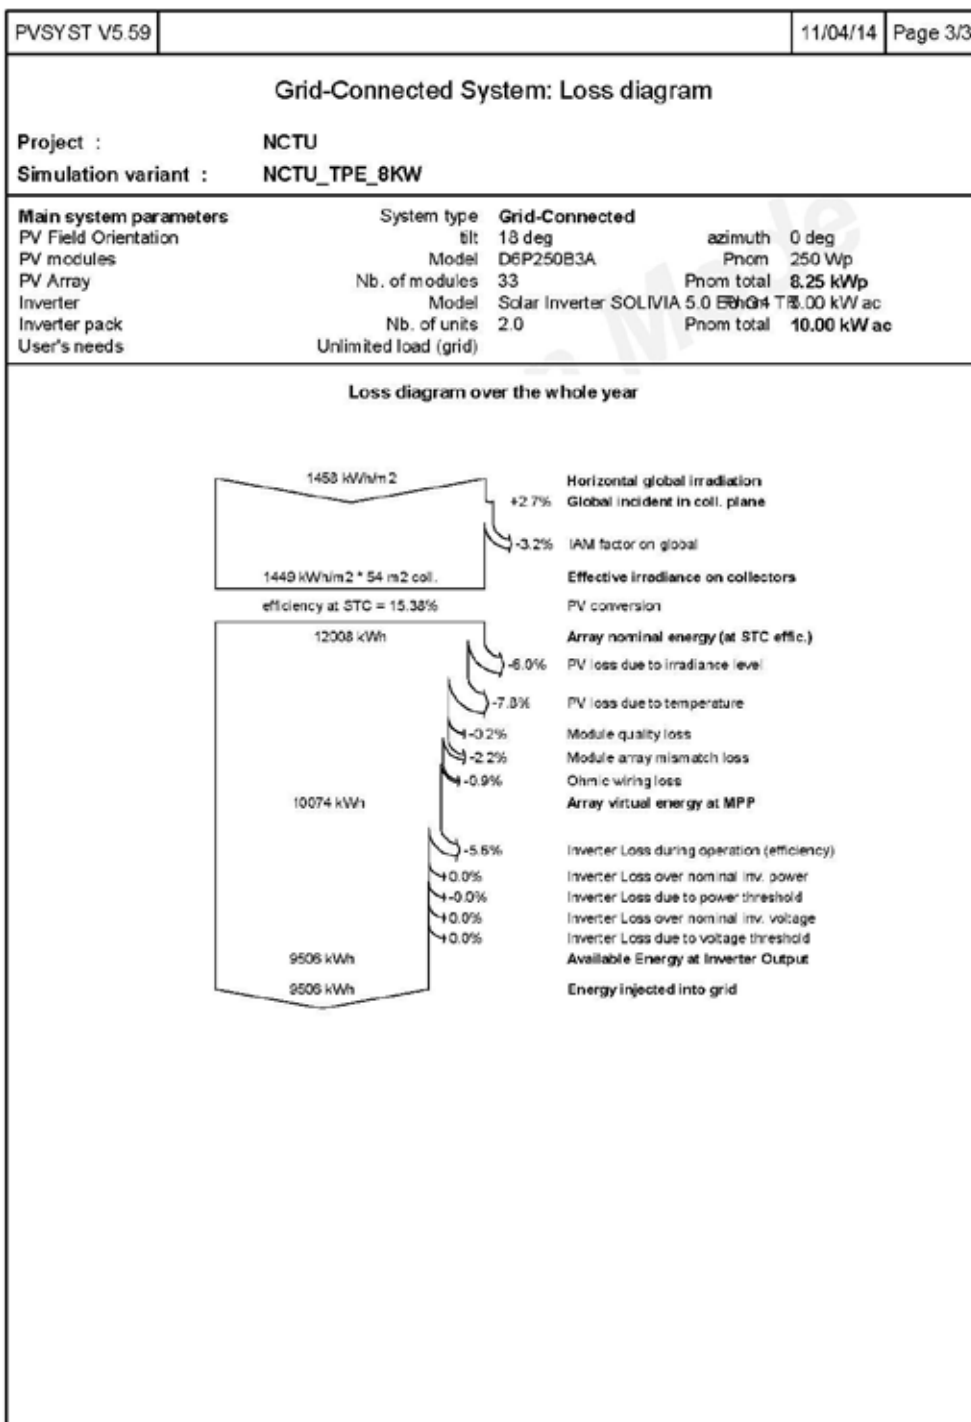 PVSYST V5.59 11/04/14 Page 3/3
Grid-Connected System: Loss diagram
Project : NCTU
Simulation variant : NCTU_TPE_8KW
Main system parameters System type Grid-Connected
PV Field Orientation tilt 18 deg azimuth 0 deg
PV modules Model D6P250B3A Pnom 250 Wp
PV Array Nb. of modules 33 Pnom total 8.25 kWp
Inverter Model Solar Inverter SOLIVIA 5.0 .00 kW ac
Inverter pack Nb. of units 2.0 Pnom total 10.00 kW ac
User's needs Unlimited load (grid)
Loss diagram over the whole year
1458 kWh/m2 Horizontal global irradiation
+2.7% Global incident in coll. plane
-3.2% IAM factor on global
1449 kWh/m2 * 54 m2 coll. Effective irradiance on collectors
efficiency at STC = 15.38% PV conversion
12008 kWh Array nominal energy (at STC effic.)
-6.0% PV loss due to irradiance level
-7.8% PV loss due to temperature
-0.2% Module quality loss
-2.2% Module array mismatch loss
-0.9% Ohmic wiring loss
10074 kWh Array virtual energy at MPP
-5.6% Inverter Loss during operation (efficiency)
0.0% Inverter Loss over nominal inv. power
-0.0% Inverter Loss due to power threshold
0.0% Inverter Loss over nominal inv. voltage
0.0% Inverter Loss due to voltage threshold
9506 kWh Available Energy at Inverter Output
9506 kWh Energy injected into grid